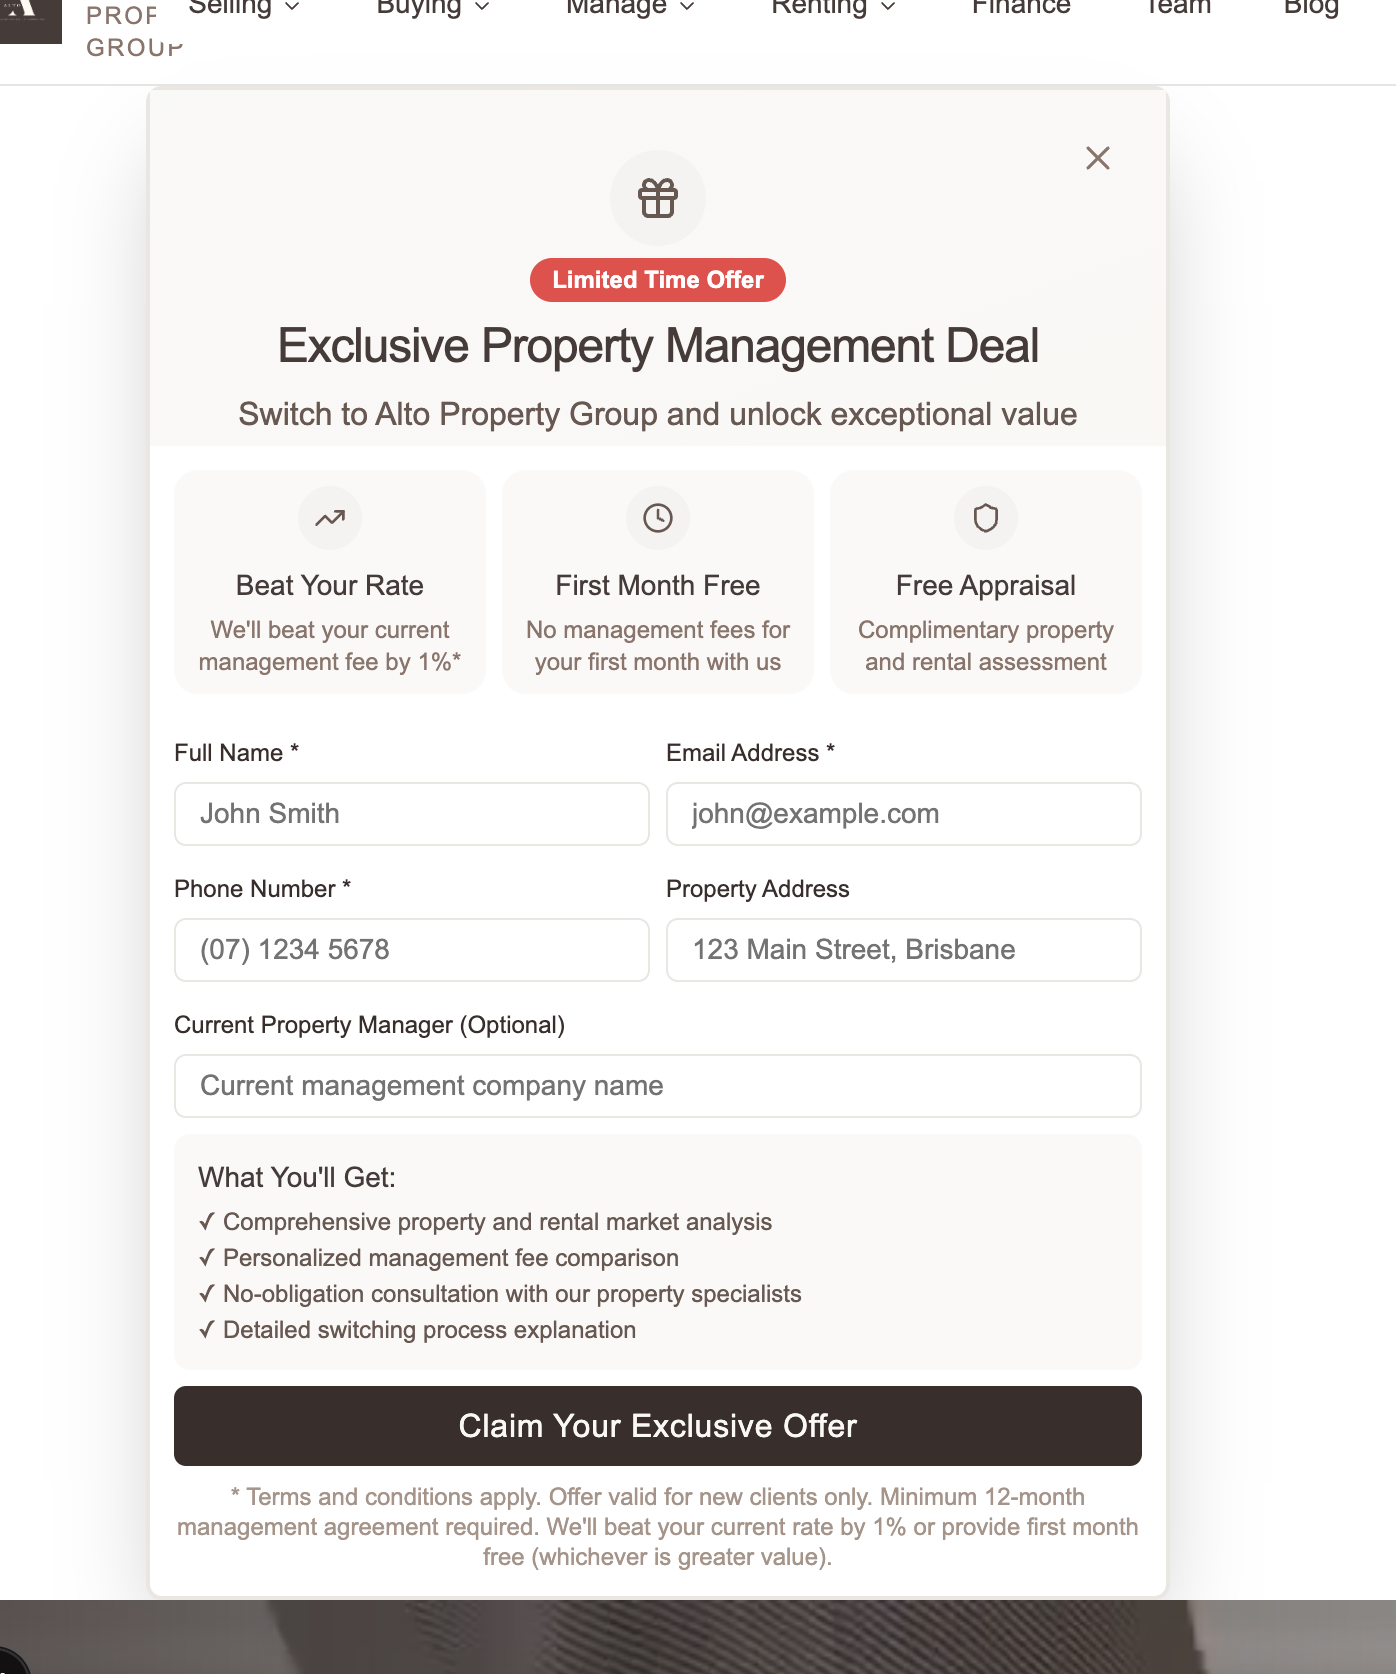 PROP
GROUP
Selling
Buying
Manage
Renting
Finance
Team
Blog
Limited Time Offer
Exclusive Property Management Deal
Switch to Alto Property Group and unlock exceptional value
Beat Your Rate
We'll beat your current
management fee by 1%*
First Month Free
No management fees for
your first month with us
Free Appraisal
Complimentary property
and rental assessment
Full Name *
John Smith
Email Address *
john@example.com
Phone Number *
(07) 1234 5678
Property Address
123 Main Street, Brisbane
Current Property Manager (Optional)
Current management company name
What You'll Get:
✓ Comprehensive property and rental market analysis
✓ Personalized management fee comparison
✓ No-obligation consultation with our property specialists
✓ Detailed switching process explanation
Claim Your Exclusive Offer
* Terms and conditions apply. Offer valid for new clients only. Minimum 12-month
management agreement required. We'll beat your current rate by 1% or provide first month
free (whichever is greater value).